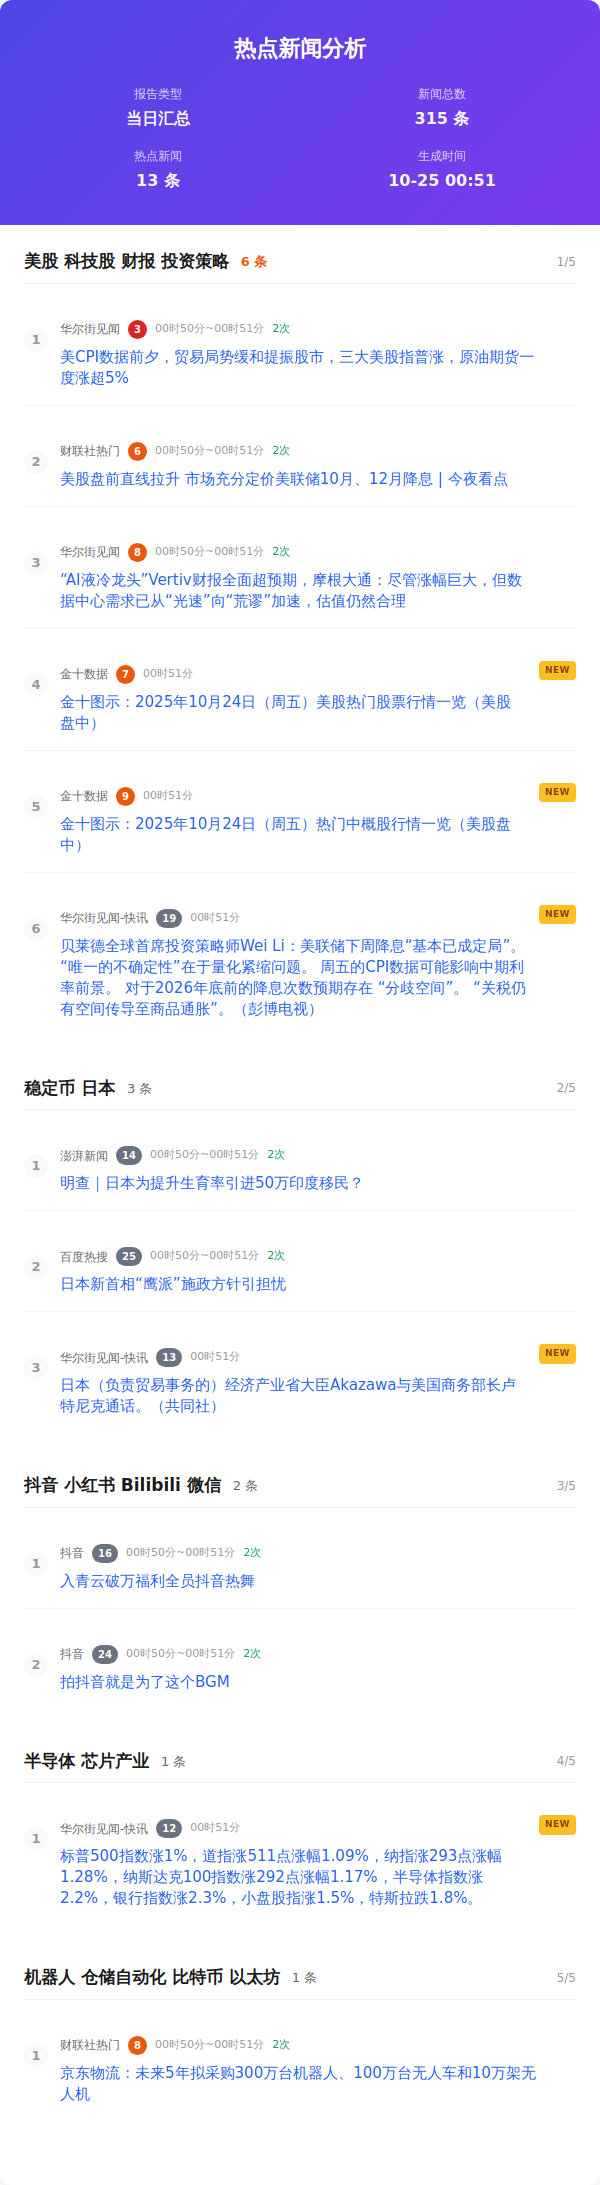 热点新闻分析
报告类型
新闻总数
当日汇总
315 条
热点新闻
生成时间
13 条
10-25 00:51
美股 科技股 财报 投资策略 6 条 1/5
1
华尔街见闻 3 00时50分~00时51分 2次
美CPI数据前夕，贸易局势缓和提振股市，三大美股指普涨，原油期货一
度涨超5%
2
财联社热门 6 00时50分~00时51分 2次
美股盘前直线拉升 市场充分定价美联储10月、12月降息 | 今夜看点
3
华尔街见闻 8 00时50分~00时51分 2次
“AI液冷龙头”Vertiv财报全面超预期，摩根大通：尽管涨幅巨大，但数
据中心需求已从“光速”向“荒谬”加速，估值仍然合理
4
金十数据 7 00时51分 NEW
金十图示：2025年10月24日（周五）美股热门股票行情一览（美股
盘中）
5
金十数据 9 00时51分 NEW
金十图示：2025年10月24日（周五）热门中概股行情一览（美股盘
中）
6
华尔街见闻-快讯 19 00时51分 NEW
贝莱德全球首席投资策略师Wei Li：美联储下周降息“基本已成定局”。
“唯一的不确定性”在于量化紧缩问题。 周五的CPI数据可能影响中期利
率前景。 对于2026年底前的降息次数预期存在 “分歧空间”。 “关税仍
有空间传导至商品通胀”。（彭博电视）
稳定币 日本 3 条 2/5
1
澎湃新闻 14 00时50分~00时51分 2次
明查｜日本为提升生育率引进50万印度移民？
2
百度热搜 25 00时50分~00时51分 2次
日本新首相“鹰派”施政方针引担忧
3
华尔街见闻-快讯 13 00时51分 NEW
日本（负责贸易事务的）经济产业省大臣Akazawa与美国商务部长卢
特尼克通话。（共同社）
抖音 小红书 Bilibili 微信 2 条 3/5
1
抖音 16 00时50分~00时51分 2次
入青云破万福利全员抖音热舞
2
抖音 24 00时50分~00时51分 2次
拍抖音就是为了这个BGM
半导体 芯片产业 1 条 4/5
1
华尔街见闻-快讯 12 00时51分 NEW
标普500指数涨1%，道指涨511点涨幅1.09%，纳指涨293点涨幅
1.28%，纳斯达克100指数涨292点涨幅1.17%，半导体指数涨
2.2%，银行指数涨2.3%，小盘股指涨1.5%，特斯拉跌1.8%。
机器人 仓储自动化 比特币 以太坊 1 条 5/5
1
财联社热门 8 00时50分~00时51分 2次
京东物流：未来5年拟采购300万台机器人、100万台无人车和10万架无
人机